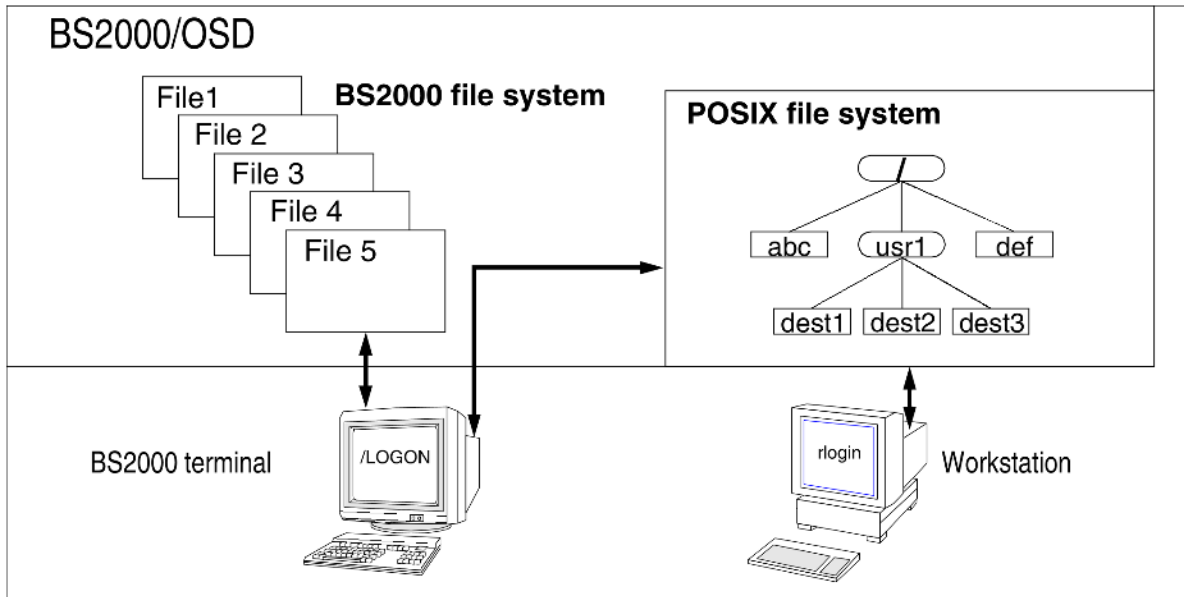 BS2000/OSD
BS2000 file system
File1
File 2
File 3
File 4
File 5
POSIX file system
/
abc
usr1
def
dest1
dest2
dest3
BS2000 terminal
/LOGON
rlogin
Workstation